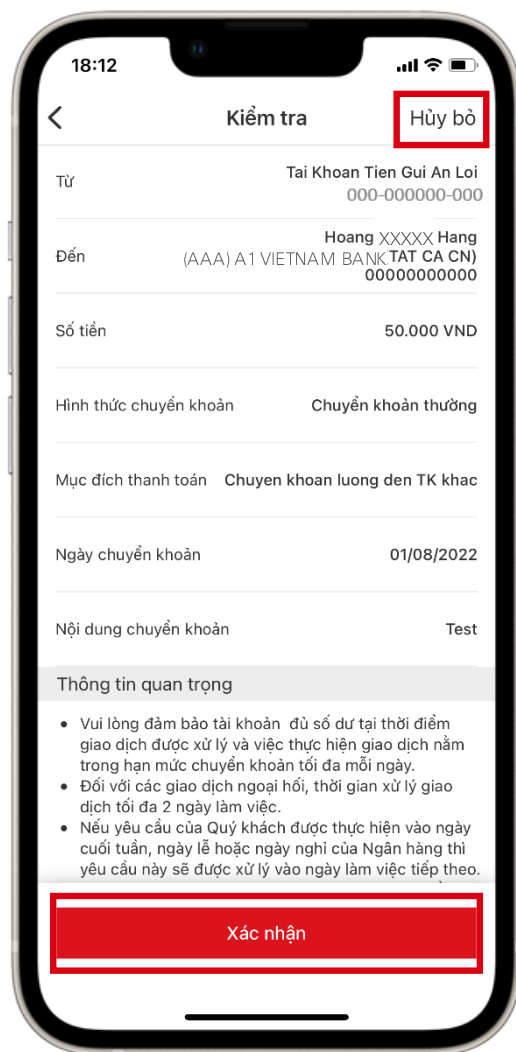 18:12
Kiểm tra
Hủy bỏ
Từ
Tai Khoan Tien Gui An Loi
000-000000-000
Đến
Hoang XXXXX Hang
(AAA) A1 VIETNAM BANK TAT CA CN)
00000000000
Số tiền
50.000 VND
Hình thức chuyển khoản
Chuyển khoản thường
Mục đích thanh toán
Chuyen khoan luong den TK khac
Ngày chuyển khoản
01/08/2022
Nội dung chuyển khoản
Test
Thông tin quan trọng
• Vui lòng đảm bảo tài khoản đủ số dư tại thời điểm
giao dịch được xử lý và việc thực hiện giao dịch nằm
trong hạn mức chuyển khoản tối đa mỗi ngày.
• Đối với các giao dịch ngoại hối, thời gian xử lý giao
dịch tối đa 2 ngày làm việc.
• Nếu yêu cầu của Quý khách được thực hiện vào ngày
cuối tuần, ngày lễ hoặc ngày nghỉ của Ngân hàng thì
yêu cầu này sẽ được xử lý vào ngày làm việc tiếp theo.
Xác nhận